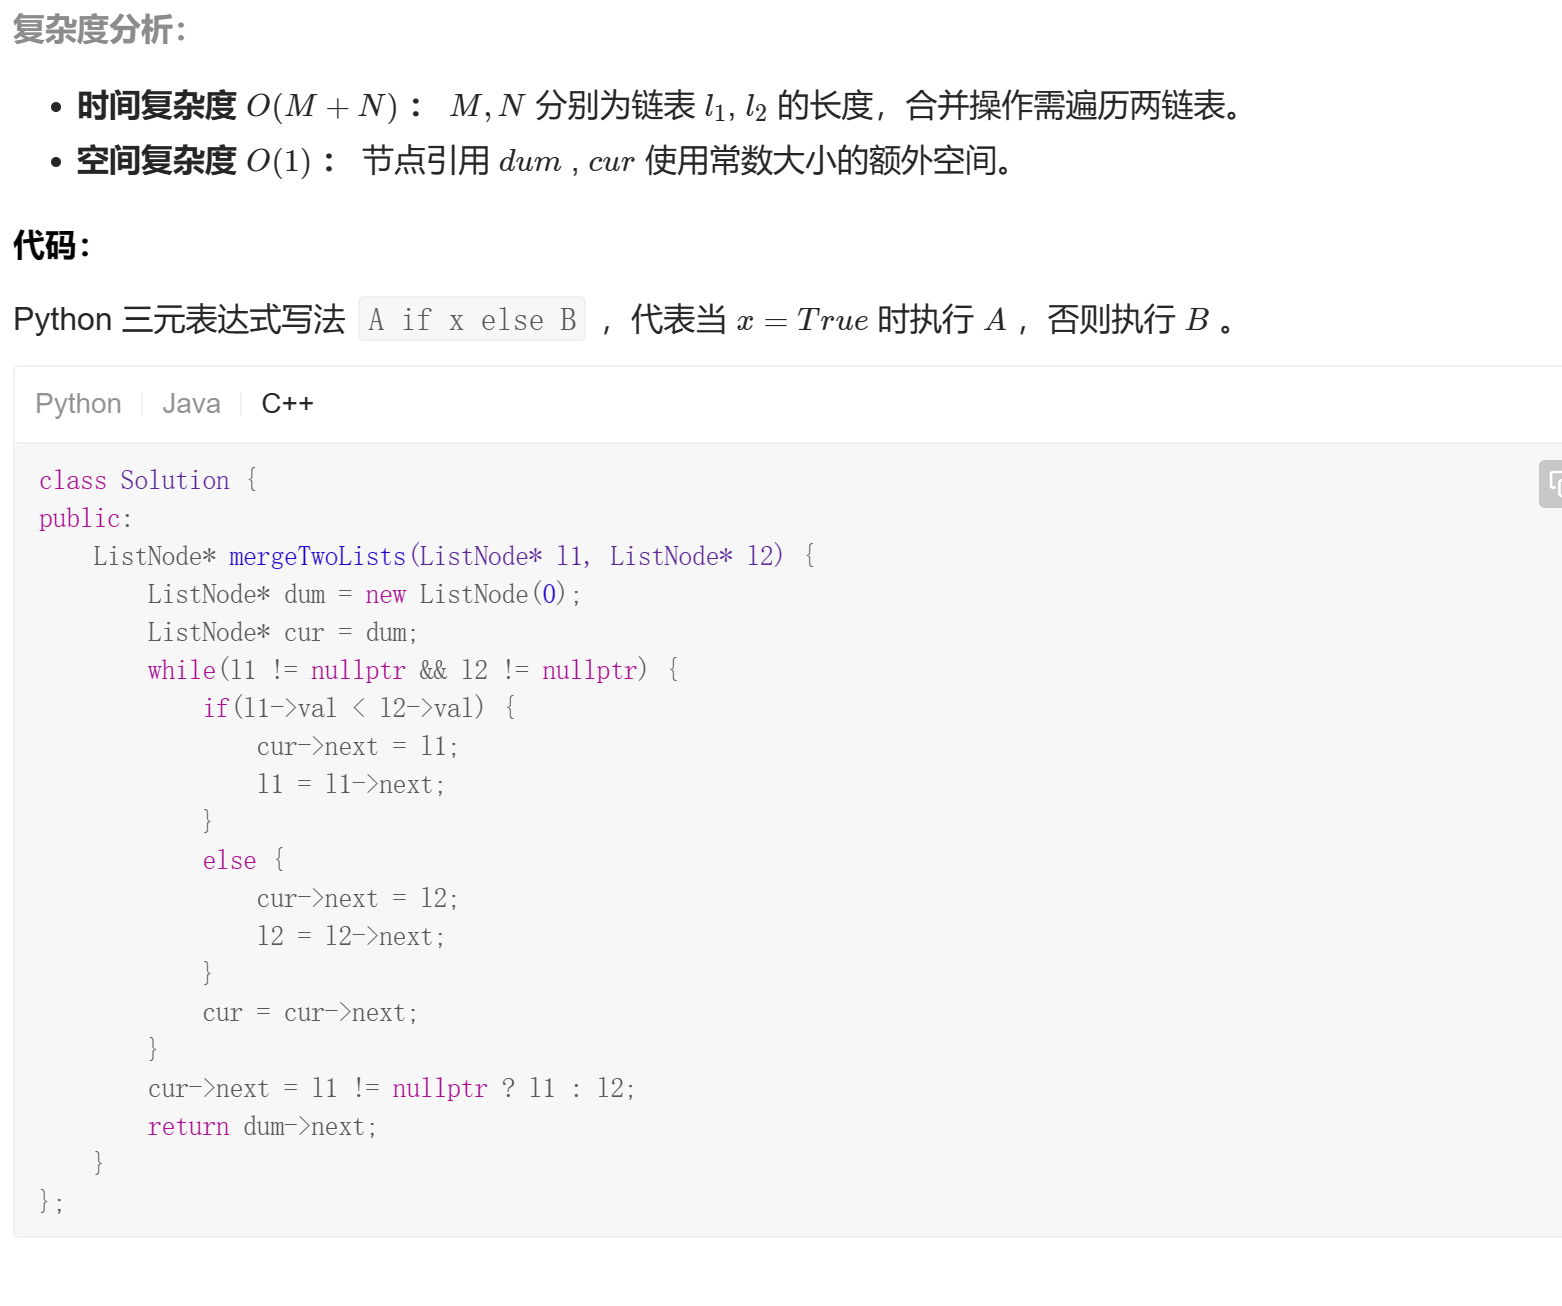 复杂度分析：
• 时间复杂度 O(M + N)： M, N 分别为链表 l₁, l₂ 的长度，合并操作需遍历两链表。
• 空间复杂度 O(1)： 节点引用 dum , cur 使用常数大小的额外空间。
代码：
Python 三元表达式写法 A if x else B ，代表当 x = True 时执行 A ，否则执行 B 。
Python | Java | C++
class Solution {
public:
    ListNode* mergeTwoLists(ListNode* l1, ListNode* l2) {
        ListNode* dum = new ListNode(0);
        ListNode* cur = dum;
        while(l1 != nullptr && l2 != nullptr) {
            if(l1->val < l2->val) {
                cur->next = l1;
                l1 = l1->next;
            }
            else {
                cur->next = l2;
                l2 = l2->next;
            }
            cur = cur->next;
        }
        cur->next = l1 != nullptr ? l1 : l2;
        return dum->next;
    }
};